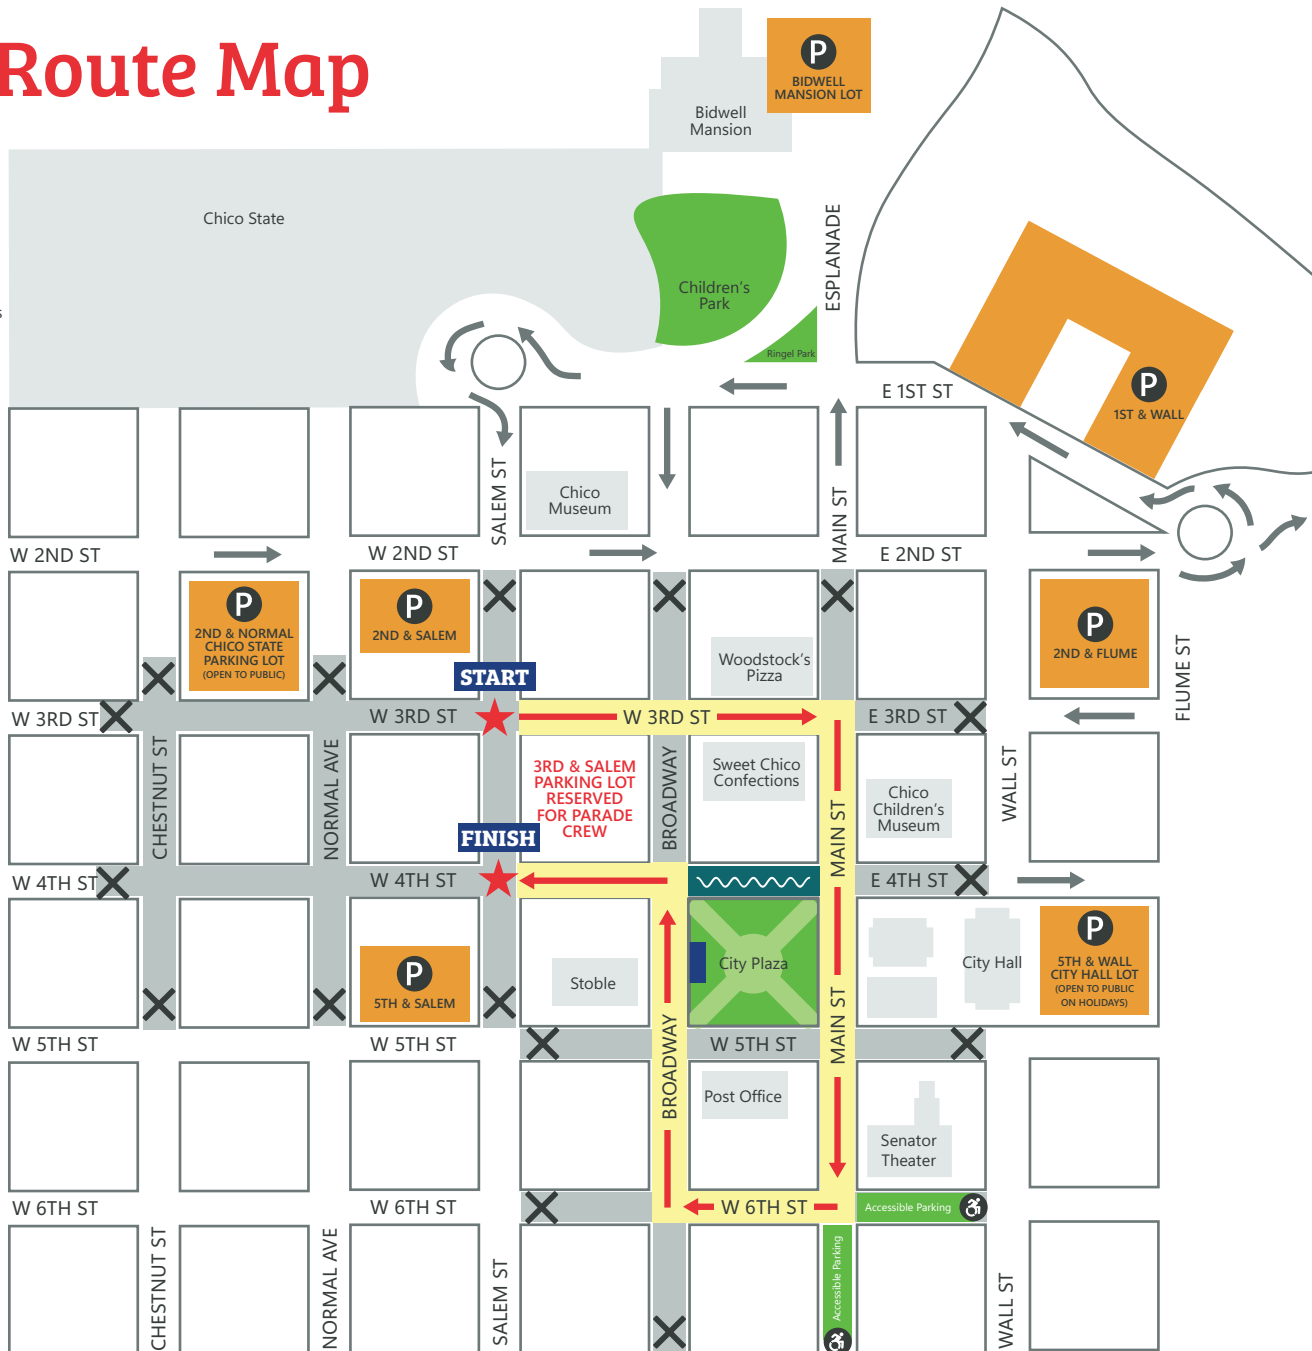 Route Map
P
BIDWELL
MANSION LOT
Bidwell
Mansion
Chico State
ESPLANADE
Children's
Park
Ringel Park
E 1ST ST
P
1ST & WALL
SALEM ST
Chico
Museum
MAIN ST
W 2ND ST
W 2ND ST
E 2ND ST
P
2ND & NORMAL
CHICO STATE
PARKING LOT
(OPEN TO PUBLIC)
P
2ND & SALEM
START
Woodstock's
Pizza
P
2ND & FLUME
FLUME ST
W 3RD ST
W 3RD ST
W 3RD ST
E 3RD ST
CHESTNUT ST
NORMAL AVE
3RD & SALEM
PARKING LOT
RESERVED
FOR PARADE
CREW
BROADWAY
Sweet Chico
Confections
MAIN ST
Chico
Children's
Museum
WALL ST
FINISH
W 4TH ST
W 4TH ST
E 4TH ST
P
5TH & SALEM
Stoble
City Plaza
City Hall
P
5TH & WALL
CITY HALL LOT
(OPEN TO PUBLIC
ON HOLIDAYS)
W 5TH ST
W 5TH ST
W 5TH ST
MAIN ST
BROADWAY
Post Office
Senator
Theater
W 6TH ST
W 6TH ST
W 6TH ST
Accessible Parking
CHESTNUT ST
NORMAL AVE
SALEM ST
Accessible Parking
WALL ST